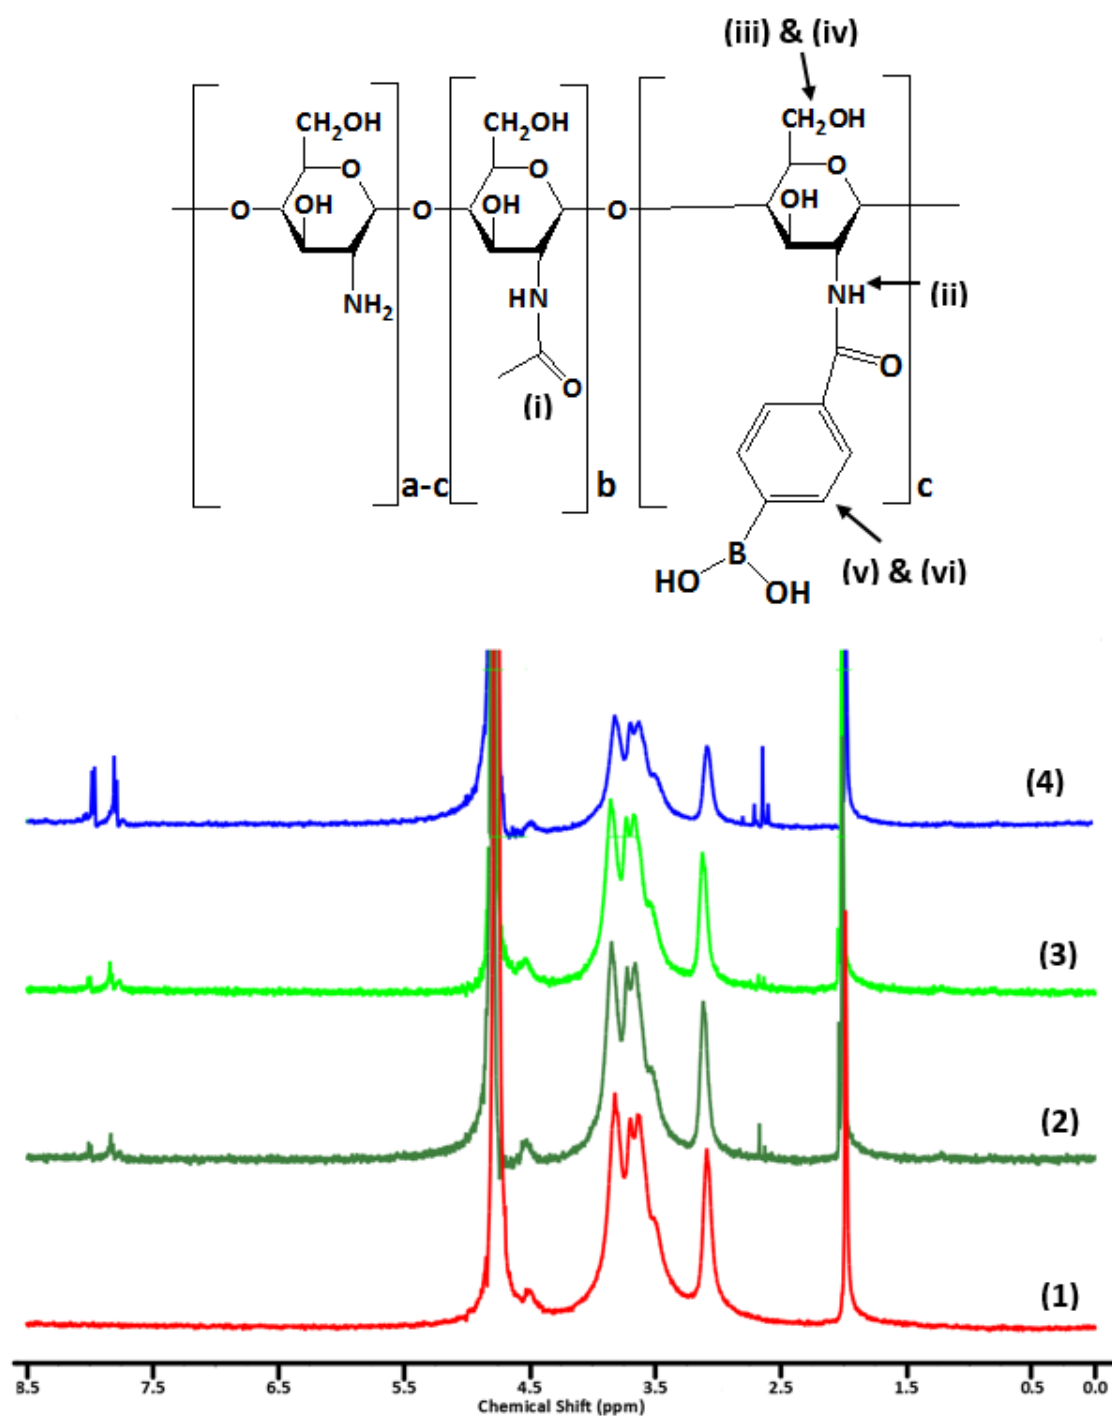 (iii) & (iv)
CH2OH CH2OH CH2OH
O O O
OH OH OH
O O O
NH2 HN NH (ii)
O O
(i)
a-c b c
B
HO OH
(v) & (vi)
(4)
(3)
(2)
(1)
8.5 7.5 6.5 5.5 4.5 3.5 2.5 1.5 0.5 0.0
Chemical Shift (ppm)